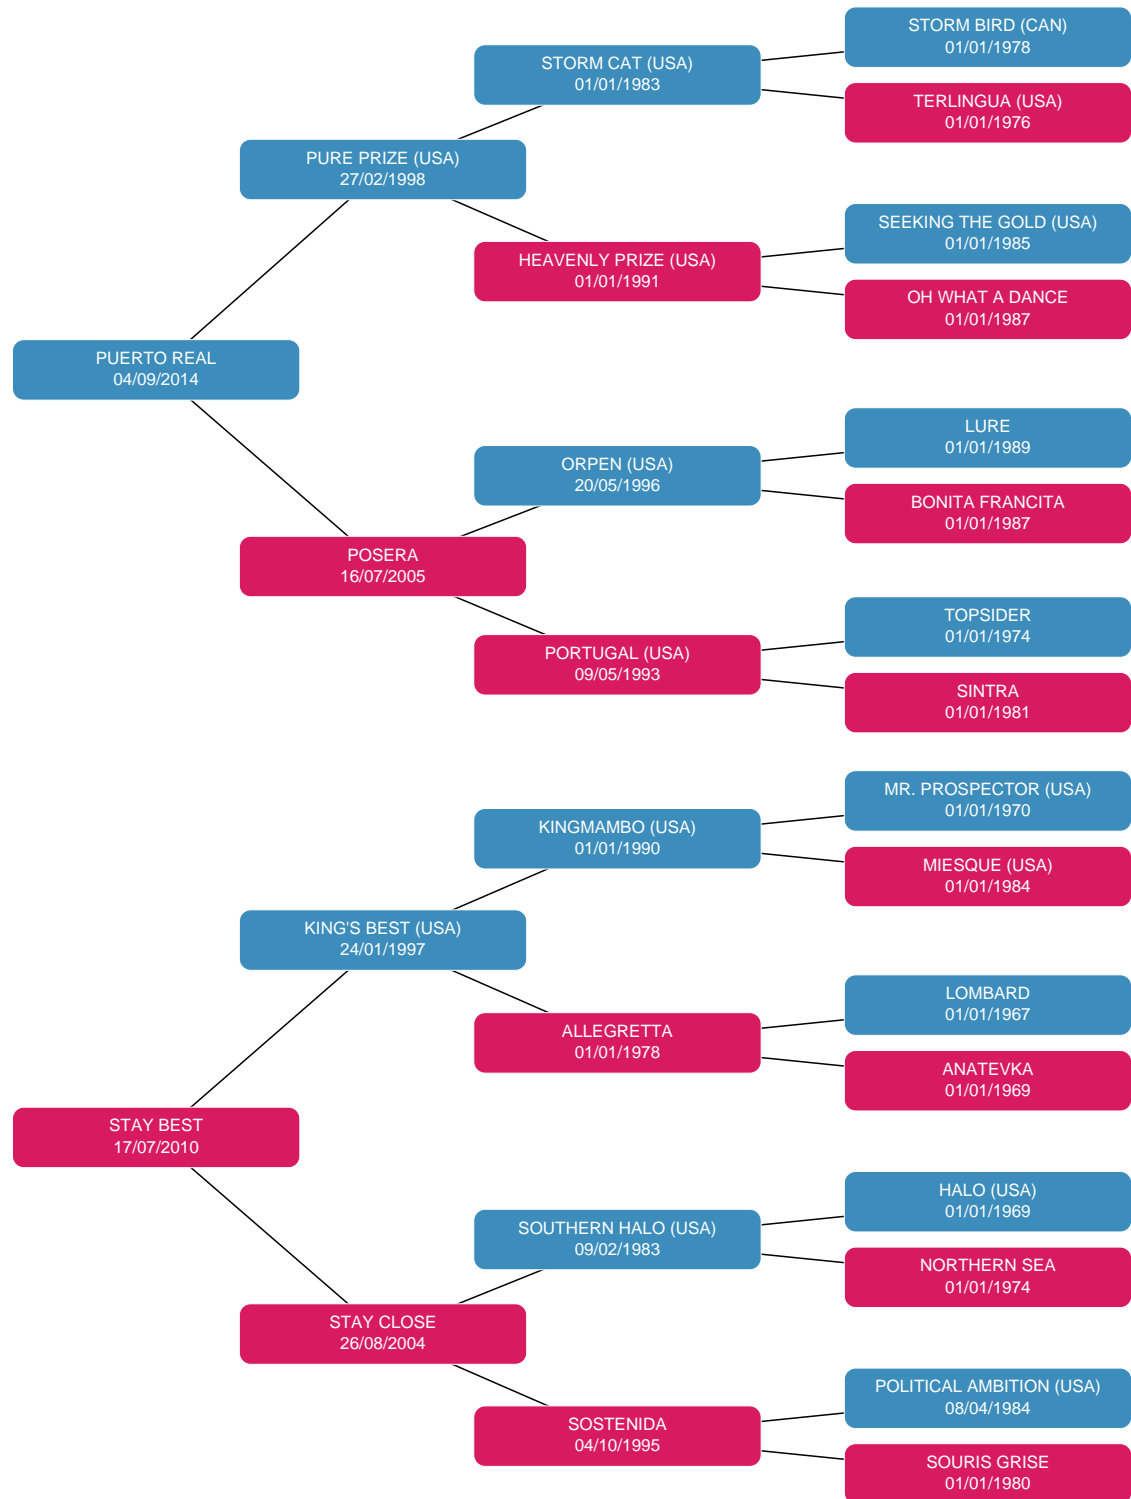 STORM BIRD (CAN)
01/01/1978
STORM CAT (USA)
01/01/1983
TERLINGUA (USA)
01/01/1976
PURE PRIZE (USA)
27/02/1998
SEEKING THE GOLD (USA)
01/01/1985
HEAVENLY PRIZE (USA)
01/01/1991
OH WHAT A DANCE
01/01/1987
PUERTO REAL
04/09/2014
LURE
01/01/1989
ORPEN (USA)
20/05/1996
BONITA FRANCITA
01/01/1987
POSERA
16/07/2005
TOPSIDER
01/01/1974
PORTUGAL (USA)
09/05/1993
SINTRA
01/01/1981
MR. PROSPECTOR (USA)
01/01/1970
KINGMAMBO (USA)
01/01/1990
MIESQUE (USA)
01/01/1984
KING'S BEST (USA)
24/01/1997
LOMBARD
01/01/1967
ALLEGRETTA
01/01/1978
ANATEVKA
01/01/1969
STAY BEST
17/07/2010
HALO (USA)
01/01/1969
SOUTHERN HALO (USA)
09/02/1983
NORTHERN SEA
01/01/1974
STAY CLOSE
26/08/2004
POLITICAL AMBITION (USA)
08/04/1984
SOSTENIDA
04/10/1995
SOURIS GRISE
01/01/1980